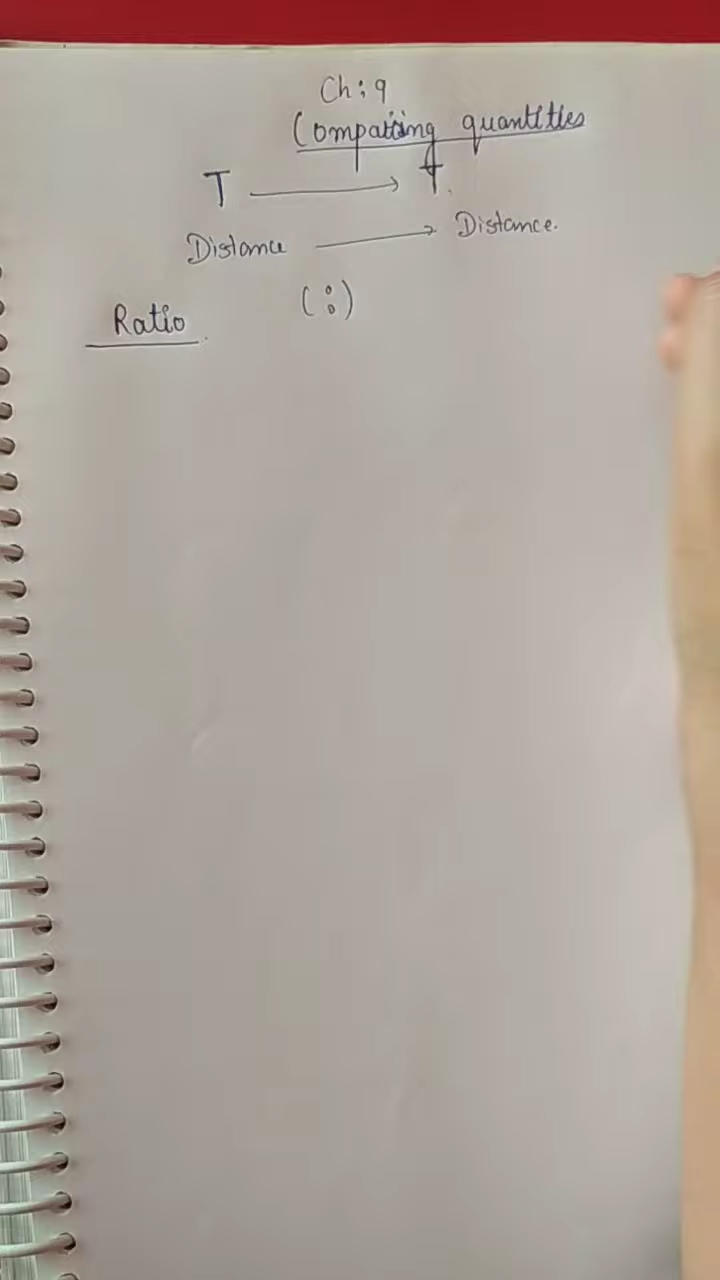 Ch:9
Comparing quantities
T → T.
Distance → Distance.
Ratio. (:)